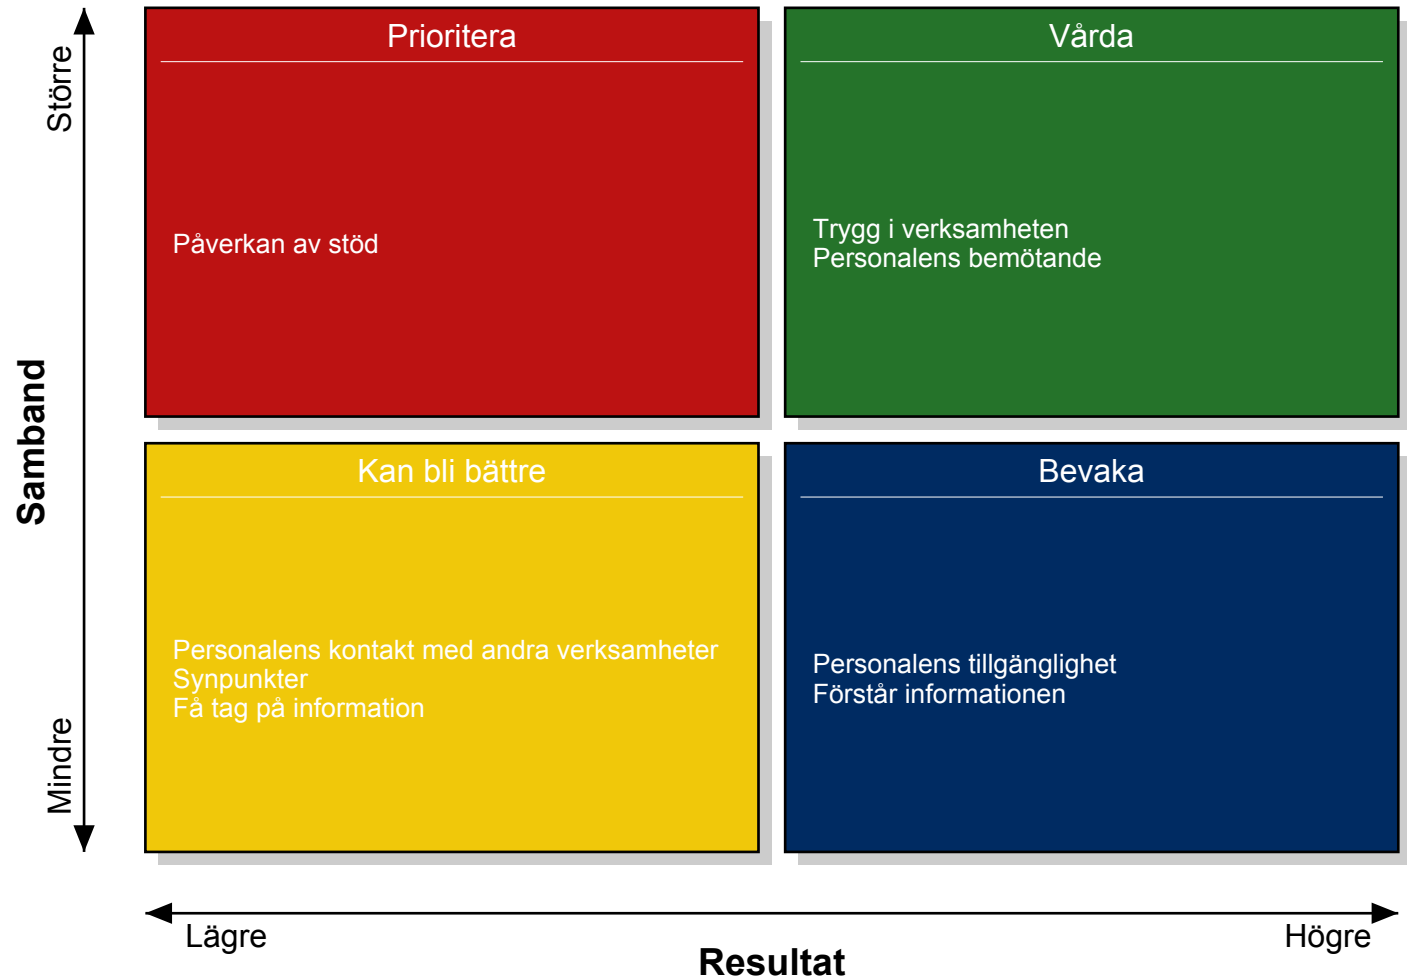 Större
Samband
Mindre
Prioritera
Påverkan av stöd
Vårda
Trygg i verksamheten
Personalens bemötande
Kan bli bättre
Personalens kontakt med andra verksamheter
Synpunkter
Få tag på information
Bevaka
Personalens tillgänglighet
Förstår informationen
Lägre
Resultat
Högre